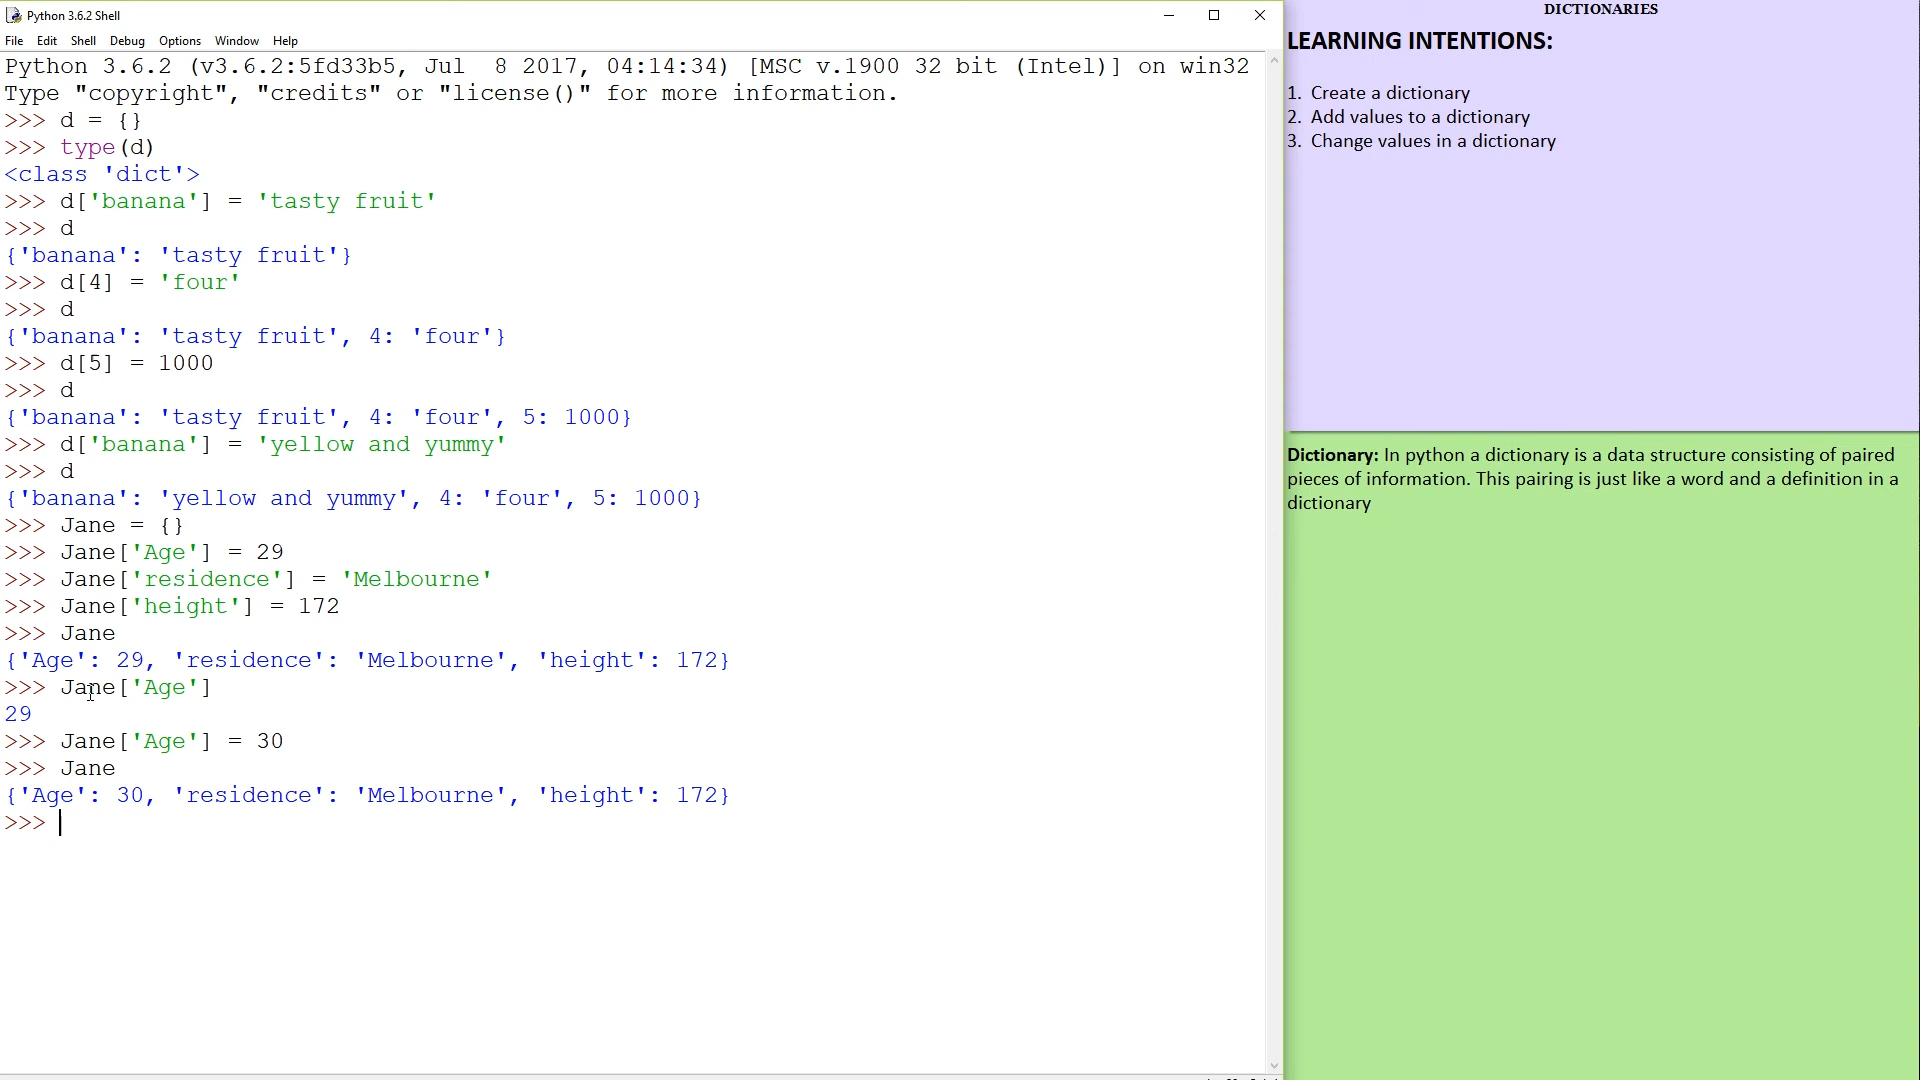 Python 3.6.2 Shell
File Edit Shell Debug Options Window Help
Python 3.6.2 (v3.6.2:5fd33b5, Jul  8 2017, 04:14:34) [MSC v.1900 32 bit (Intel)] on win32
Type "copyright", "credits" or "license()" for more information.
>>> d = {}
>>> type(d)
<class 'dict'>
>>> d['banana'] = 'tasty fruit'
>>> d
{'banana': 'tasty fruit'}
>>> d[4] = 'four'
>>> d
{'banana': 'tasty fruit', 4: 'four'}
>>> d[5] = 1000
>>> d
{'banana': 'tasty fruit', 4: 'four', 5: 1000}
>>> d['banana'] = 'yellow and yummy'
>>> d
{'banana': 'yellow and yummy', 4: 'four', 5: 1000}
>>> Jane = {}
>>> Jane['Age'] = 29
>>> Jane['residence'] = 'Melbourne'
>>> Jane['height'] = 172
>>> Jane
{'Age': 29, 'residence': 'Melbourne', 'height': 172}
>>> Jane['Age']
29
>>> Jane['Age'] = 30
>>> Jane
{'Age': 30, 'residence': 'Melbourne', 'height': 172}
>>>
DICTIONARIES
LEARNING INTENTIONS:
1. Create a dictionary
2. Add values to a dictionary
3. Change values in a dictionary
Dictionary: In python a dictionary is a data structure consisting of paired
pieces of information. This pairing is just like a word and a definition in a
dictionary